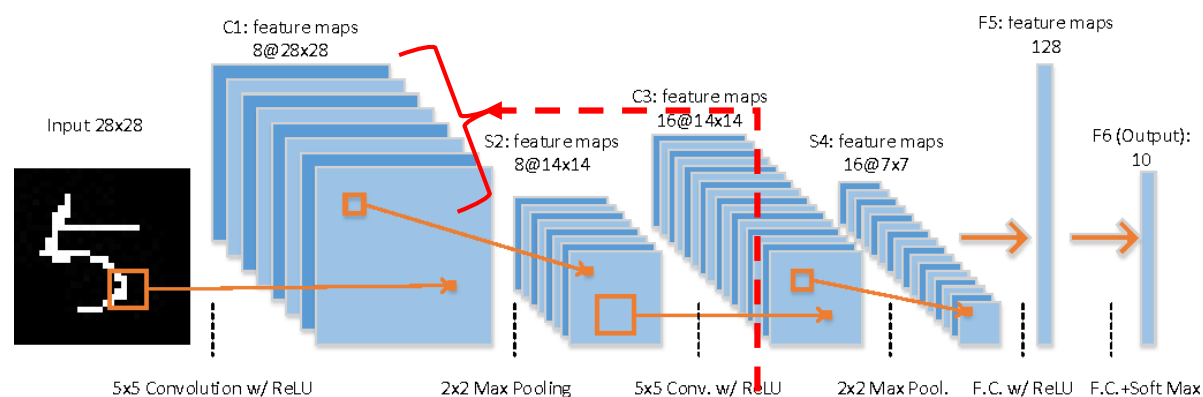 C1: feature maps
8@28x28
F5: feature maps
128
Input 28x28
C3: feature maps
16@14x14
S2: feature maps
8@14x14
S4: feature maps
16@7x7
F6 (Output):
10
5x5 Convolution w/ ReLU
2x2 Max Pooling
5x5 Conv. w/ ReLU
2x2 Max Pool.
F.C. w/ ReLU
F.C.+Soft Max